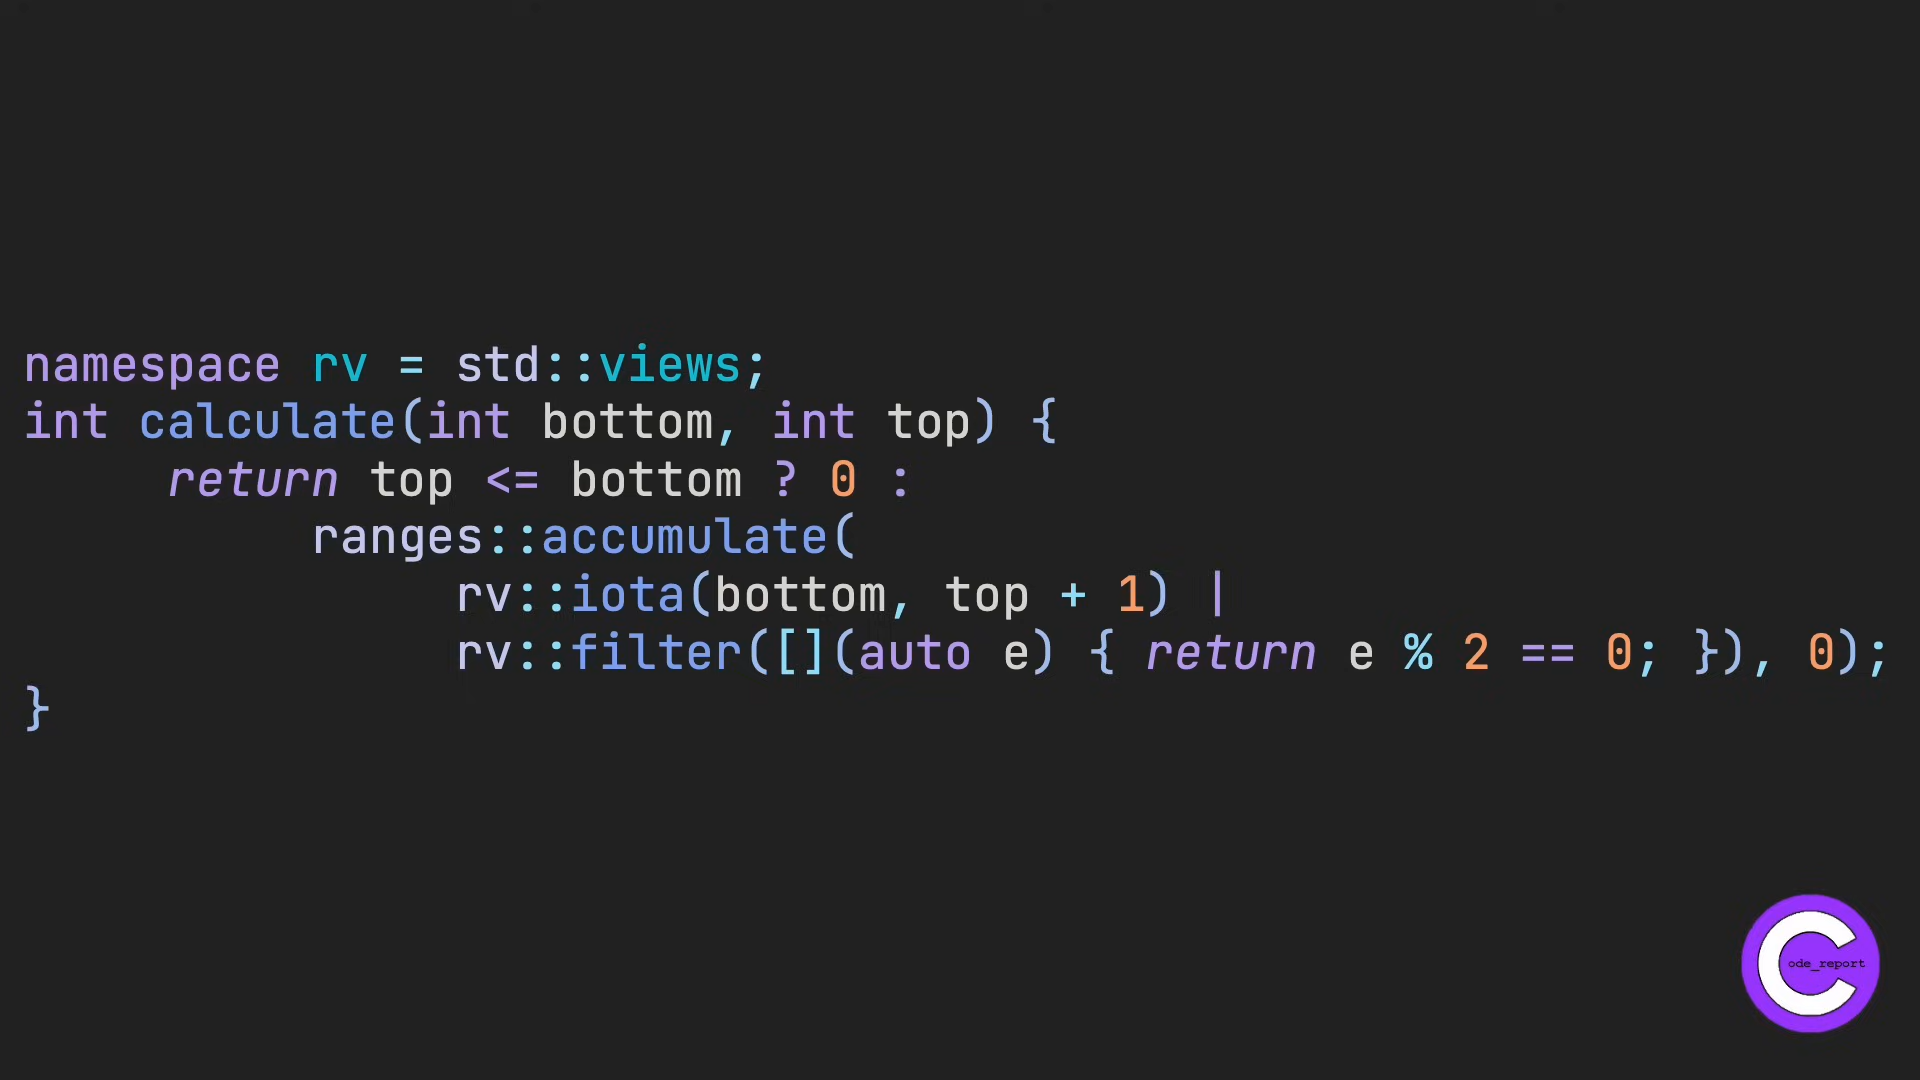 namespace rv = std::views;
int calculate(int bottom, int top) {
return top <= bottom ? 0 :
ranges::accumulate(
rv::iota(bottom, top + 1) |
rv::filter([](auto e) { return e % 2 == 0; }), 0);
}
Code_report